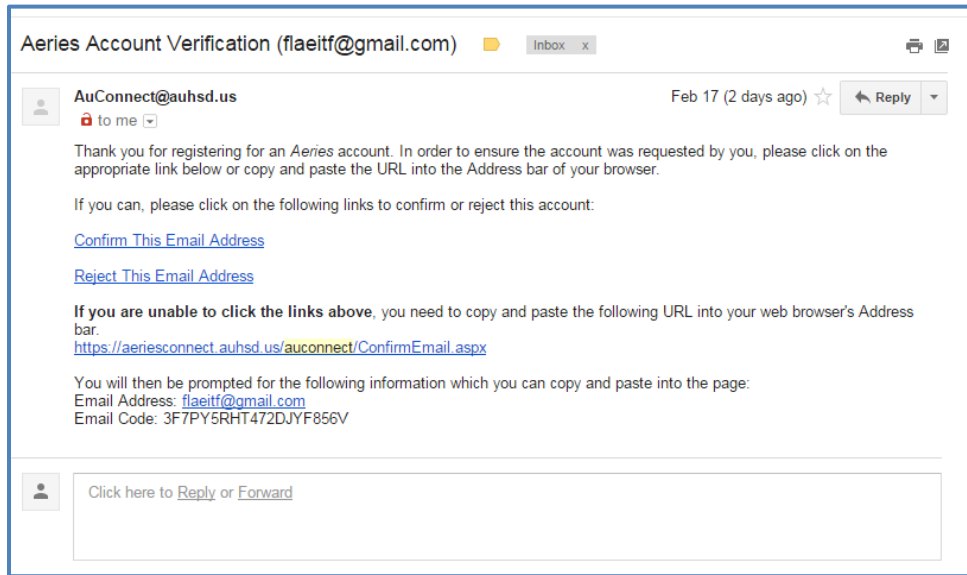 Aeries Account Verification (flaeitf@gmail.com) Inbox x
AuConnect@auhsd.us Feb 17 (2 days ago) Reply
to me
Thank you for registering for an Aeries account. In order to ensure the account was requested by you, please click on the
appropriate link below or copy and paste the URL into the Address bar of your browser.
If you can, please click on the following links to confirm or reject this account:
Confirm This Email Address
Reject This Email Address
If you are unable to click the links above, you need to copy and paste the following URL into your web browser's Address
bar.
https://aeriesconnect.auhsd.us/auconnect/ConfirmEmail.aspx
You will then be prompted for the following information which you can copy and paste into the page:
Email Address: flaeitf@gmail.com
Email Code: 3F7PY5RHT472DJYF856V
Click here to Reply or Forward